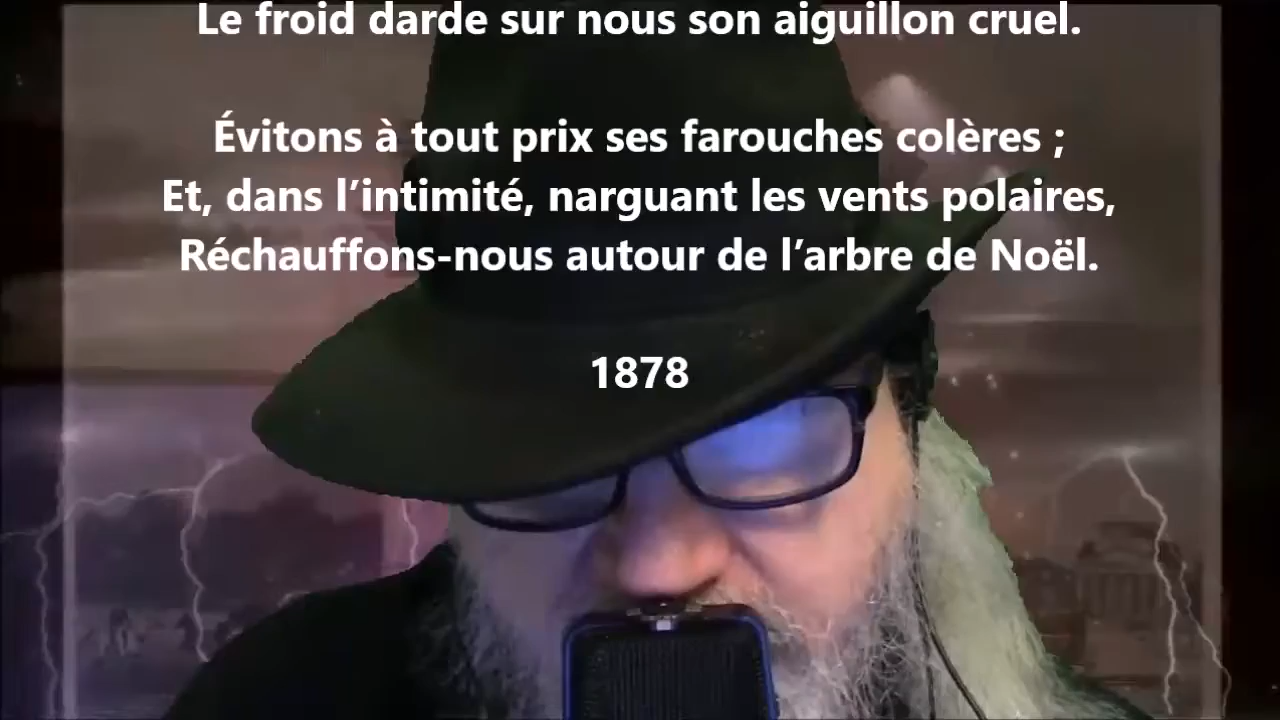 Le froid darde sur nous son aiguillon cruel.
Évitons à tout prix ses farouches colères ;
Et, dans l’intimité, narguant les vents polaires,
Réchauffons-nous autour de l’arbre de Noël.
1878